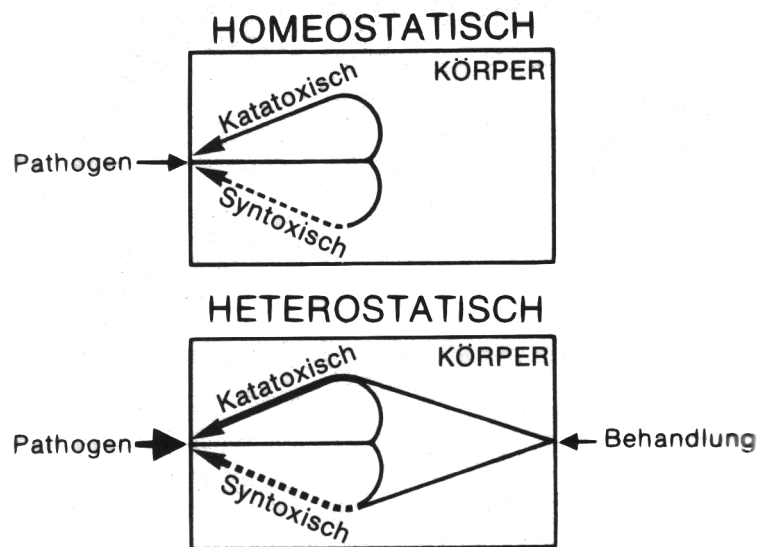 HOMEOSTATISCH
KÖRPER
Katatoxisch
Pathogen
Syntoxisch
HETEROSTATISCH
KÖRPER
Katatoxisch
Pathogen
Behandlung
Syntoxisch